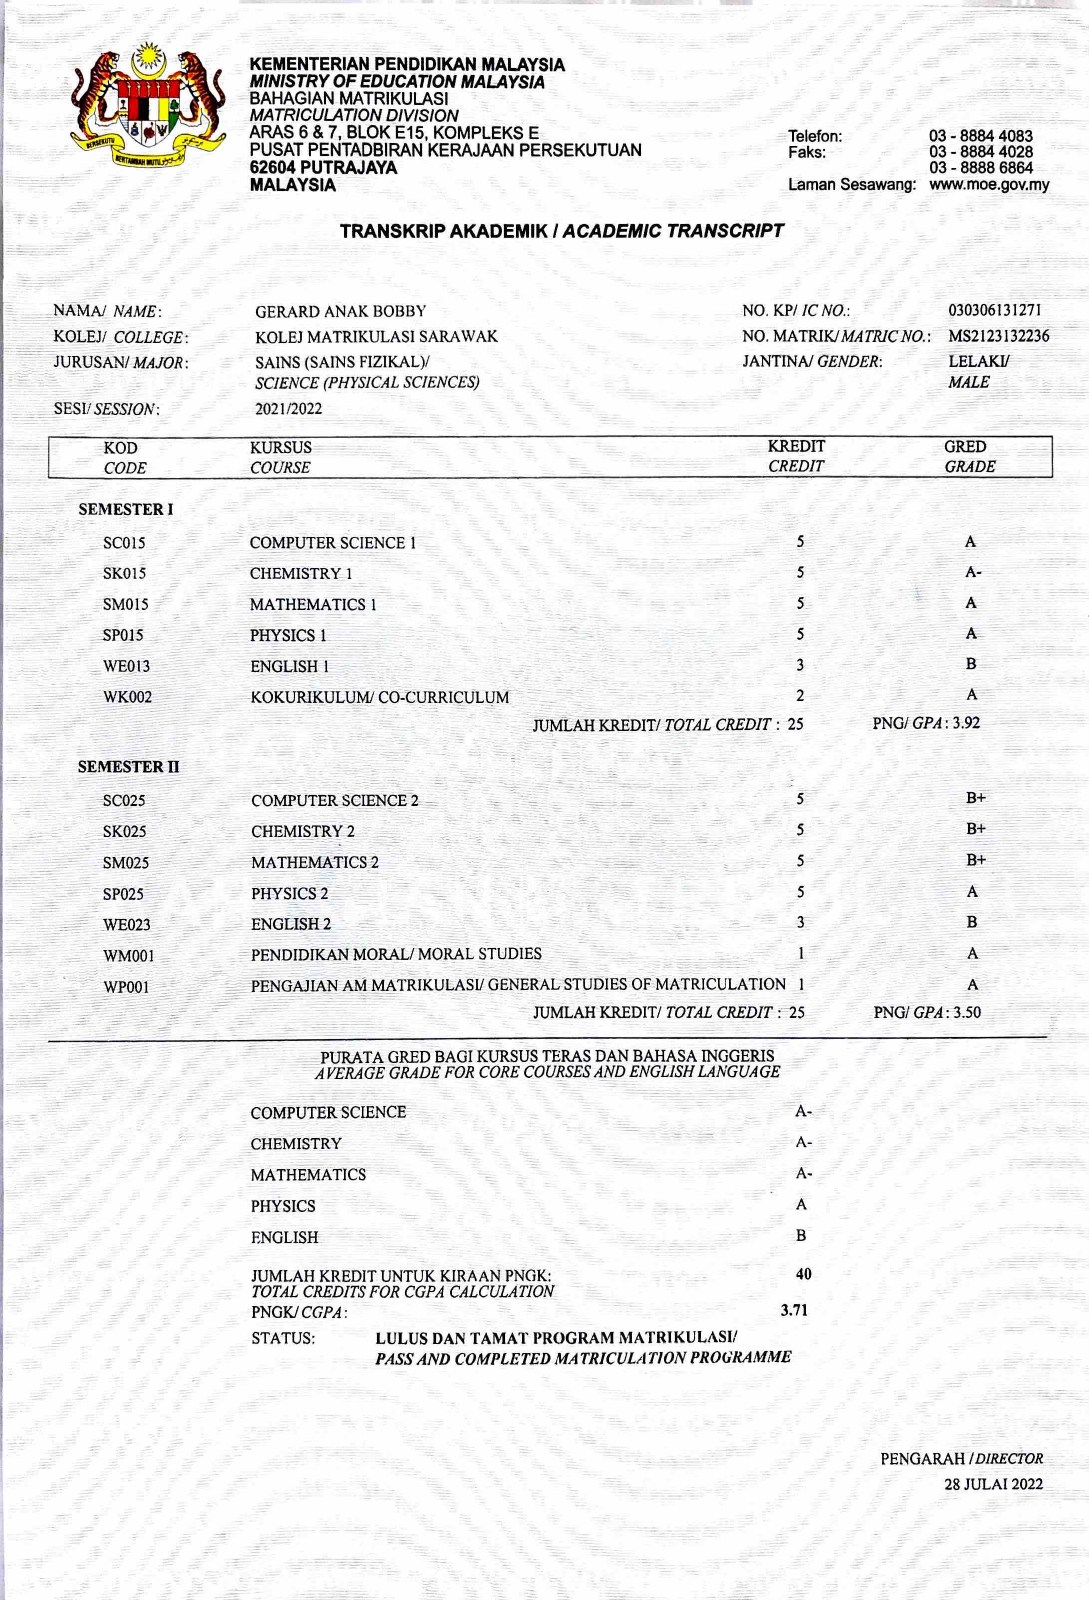 KEMENTERIAN PENDIDIKAN MALAYSIA
MINISTRY OF EDUCATION MALAYSIA
BAHAGIAN MATRIKULASI
MATRICULATION DIVISION
ARAS 6 & 7, BLOK E15, KOMPLEKS E
PUSAT PENTADBIRAN KERAJAAN PERSEKUTUAN
62604 PUTRAJAYA
MALAYSIA
Telefon: 03 - 8884 4083
Faks: 03 - 8884 4028
03 - 8888 6864
Laman Sesawang: www.moe.gov.my
BERSEKUTU
BERTAMBAH MUTU
TRANSKRIP AKADEMIK / ACADEMIC TRANSCRIPT
NAMA/ NAME: GERARD ANAK BOBBY NO. KP/ IC NO.: 030306131271
KOLEJ/ COLLEGE: KOLEJ MATRIKULASI SARAWAK NO. MATRIK/ MATRIC NO.: MS2123132236
JURUSAN/ MAJOR: SAINS (SAINS FIZIKAL)/ JANTINA/ GENDER: LELAKI/
SCIENCE (PHYSICAL SCIENCES) MALE
SESI/ SESSION: 2021/2022
KOD KURSUS KREDIT GRED
CODE COURSE CREDIT GRADE
SEMESTER I
SC015 COMPUTER SCIENCE 1 5 A
SK015 CHEMISTRY 1 5 A-
SM015 MATHEMATICS 1 5 A
SP015 PHYSICS 1 5 A
WE013 ENGLISH 1 3 B
WK002 KOKURIKULUM/ CO-CURRICULUM 2 A
JUMLAH KREDIT/ TOTAL CREDIT : 25 PNG/ GPA : 3.92
SEMESTER II
SC025 COMPUTER SCIENCE 2 5 B+
SK025 CHEMISTRY 2 5 B+
SM025 MATHEMATICS 2 5 B+
SP025 PHYSICS 2 5 A
WE023 ENGLISH 2 3 B
WM001 PENDIDIKAN MORAL/ MORAL STUDIES 1 A
WP001 PENGAJIAN AM MATRIKULASI/ GENERAL STUDIES OF MATRICULATION 1 A
JUMLAH KREDIT/ TOTAL CREDIT : 25 PNG/ GPA : 3.50
PURATA GRED BAGI KURSUS TERAS DAN BAHASA INGGERIS
AVERAGE GRADE FOR CORE COURSES AND ENGLISH LANGUAGE
COMPUTER SCIENCE A-
CHEMISTRY A-
MATHEMATICS A-
PHYSICS A
ENGLISH B
JUMLAH KREDIT UNTUK KIRAAN PNGK: 40
TOTAL CREDITS FOR CGPA CALCULATION
PNGK/ CGPA: 3.71
STATUS: LULUS DAN TAMAT PROGRAM MATRIKULASI/
PASS AND COMPLETED MATRICULATION PROGRAMME
PENGARAH / DIRECTOR
28 JULAI 2022